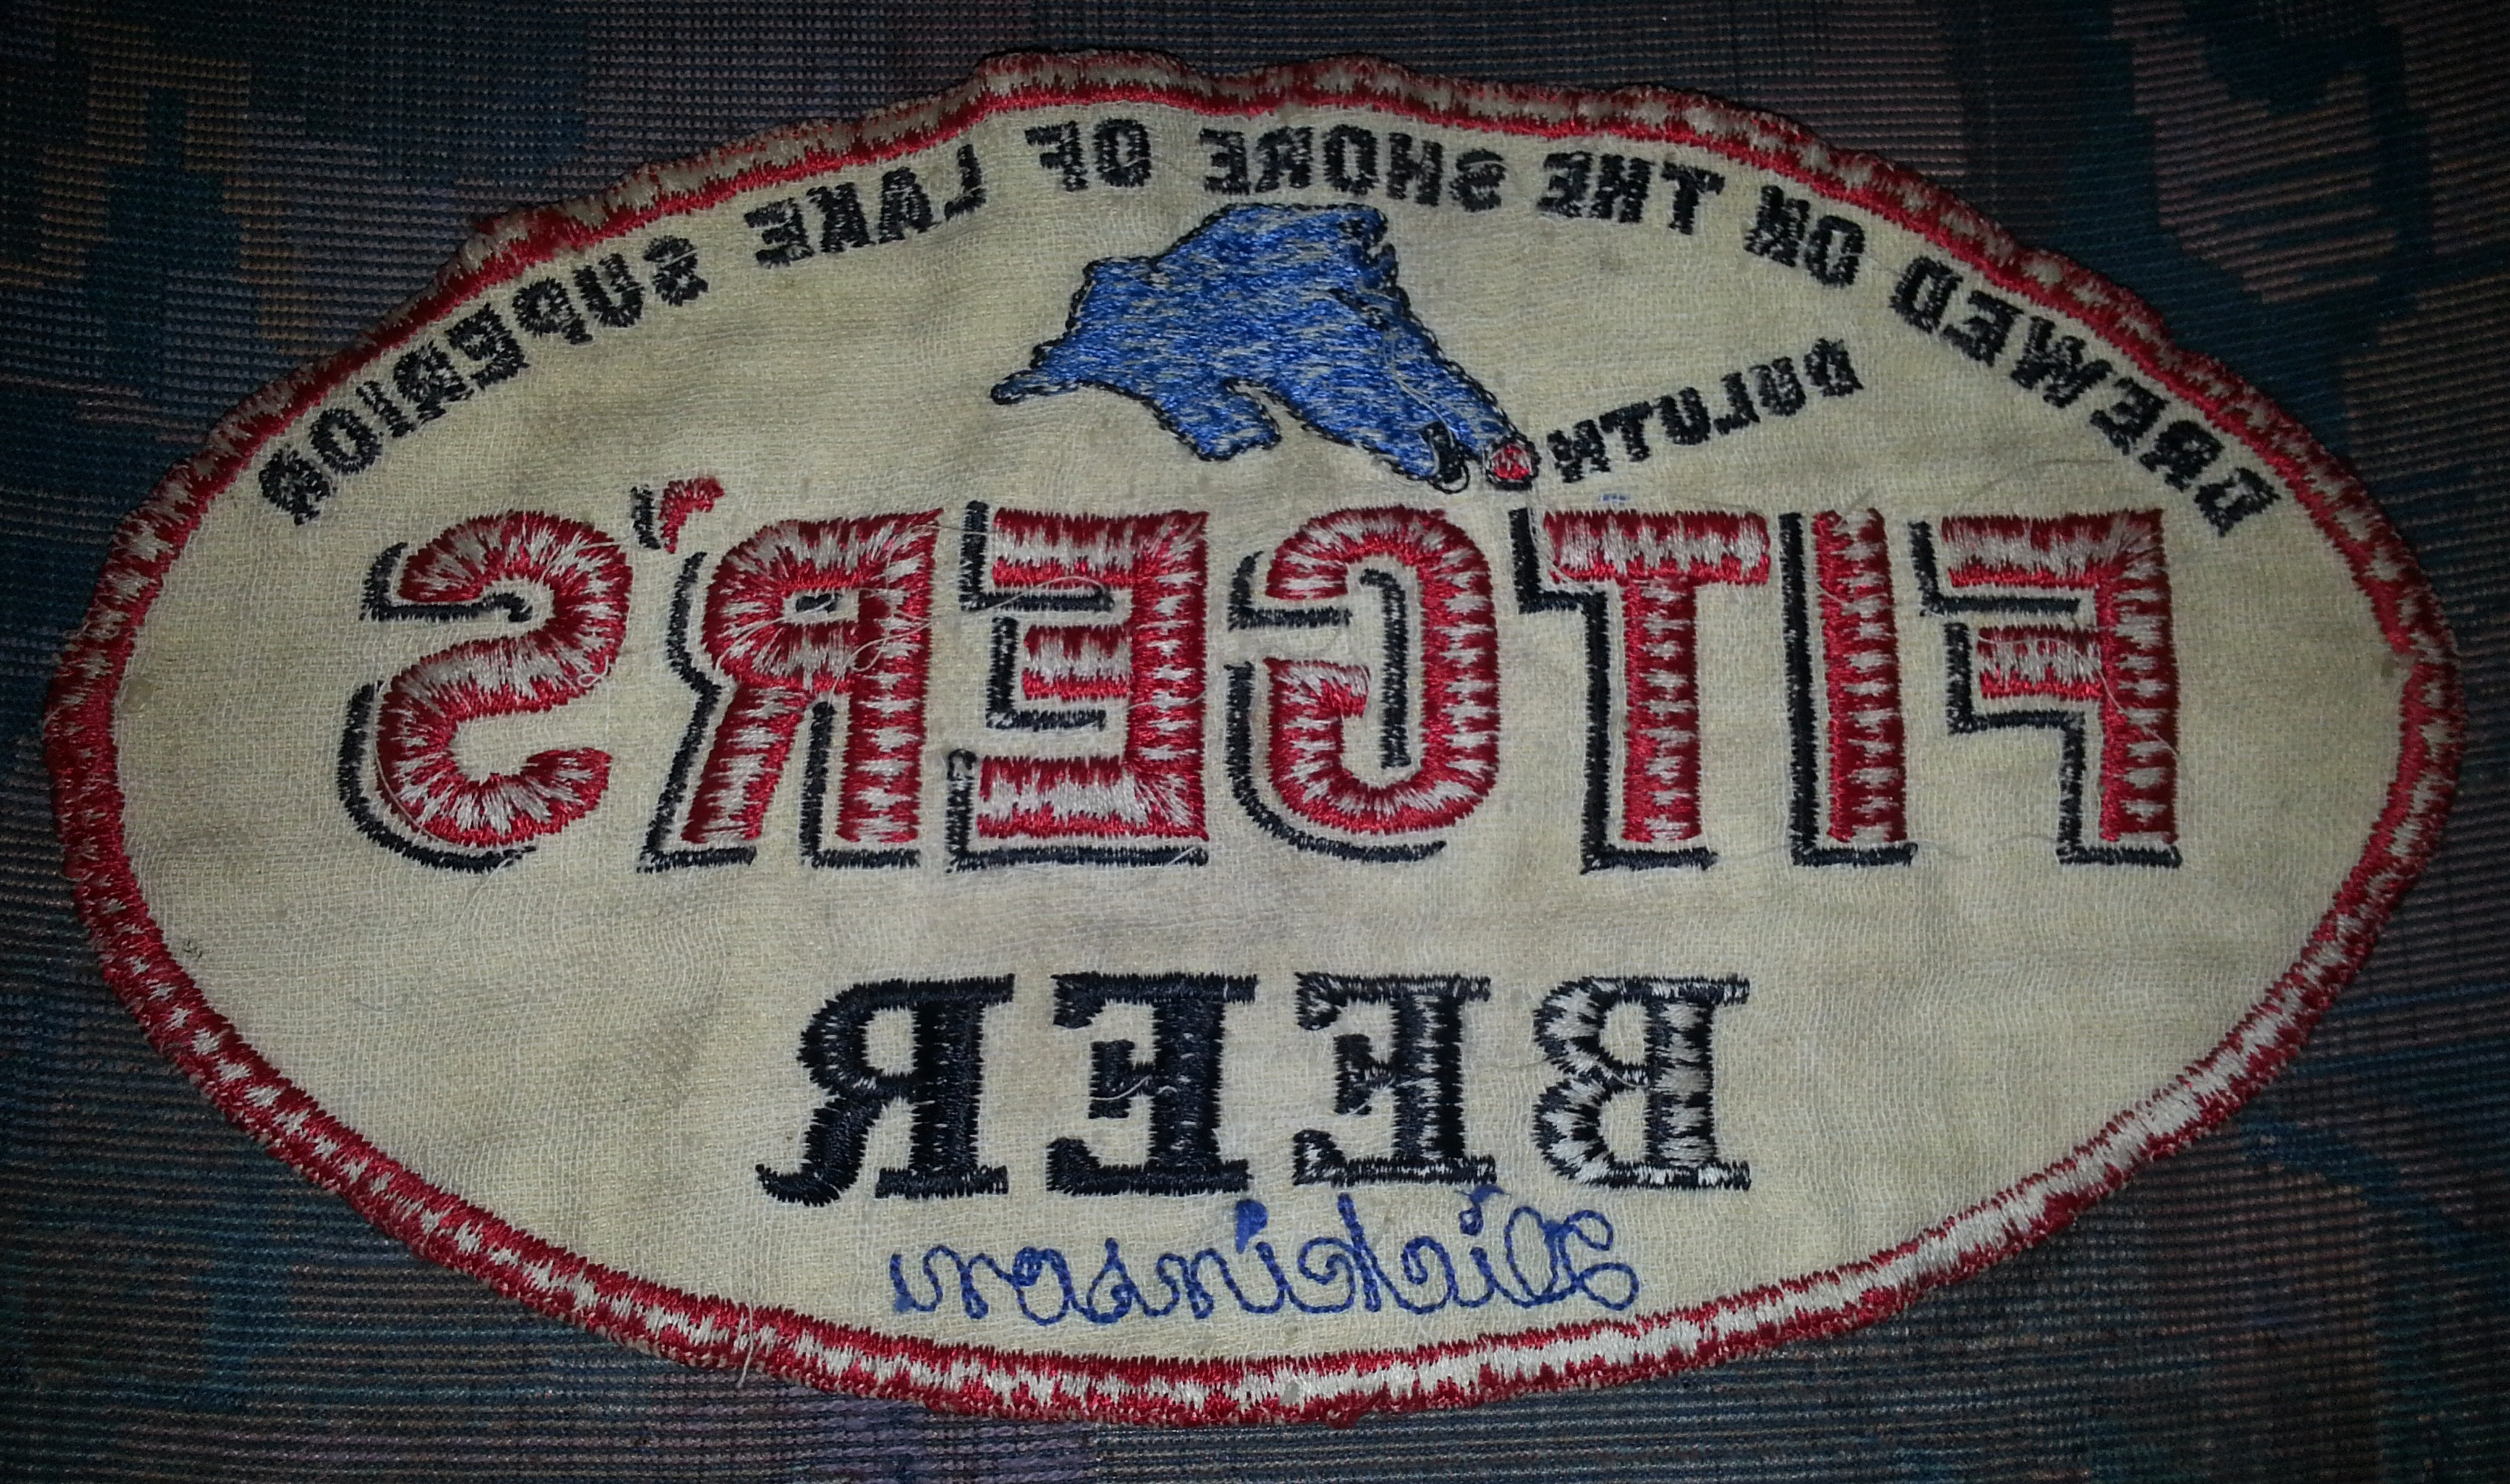 BREWED ON THE SHORE OF LAKE SUPERIOR
DULUTH
FITGER'S
BEER
Dickinson